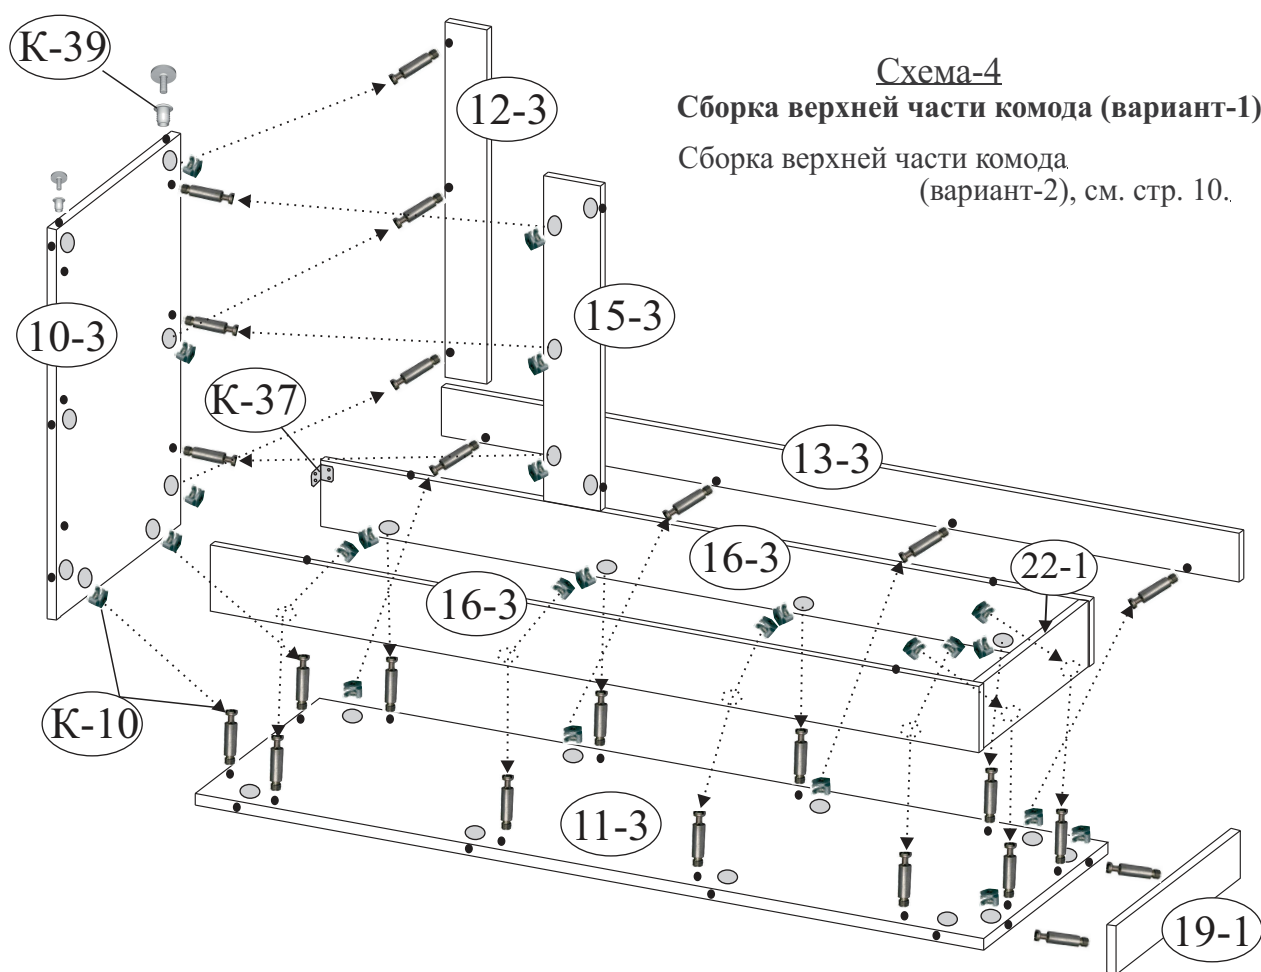 К-39
12-3
Схема-4
Сборка верхней части комода (вариант-1)
Сборка верхней части комода
(вариант-2), см. стр. 10.
10-3
15-3
К-37
13-3
16-3
22-1
16-3
К-10
11-3
19-1